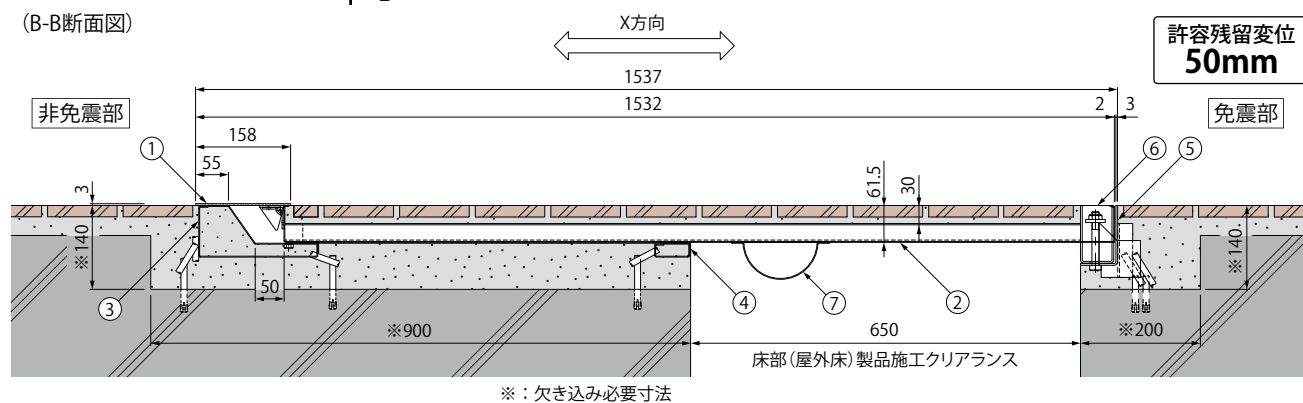 (B-B断面図)
X方向
許容残留変位
50mm
1537
非免震部
1532
2
3
免震部
158
①
⑥
⑤
55
3
61.5
30
※140
※140
50
③
④
⑦
②
※900
650
※200
床部(屋外床)製品施工クリアランス
※：欠き込み必要寸法